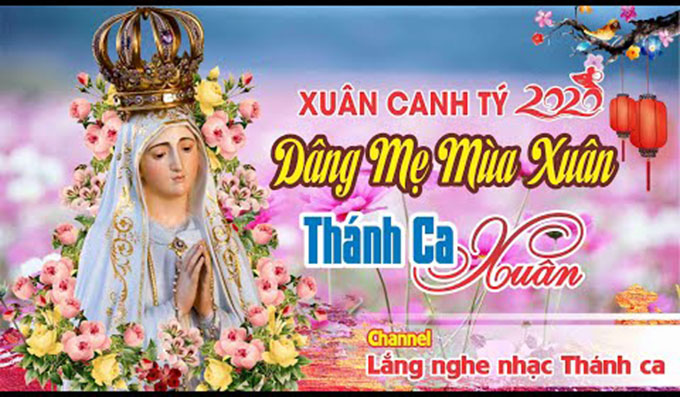 XUÂN CANH TÝ 2020
Dâng Mẹ Mùa Xuân
Thánh Ca Xuân
Channel
Lắng nghe nhạc Thánh ca